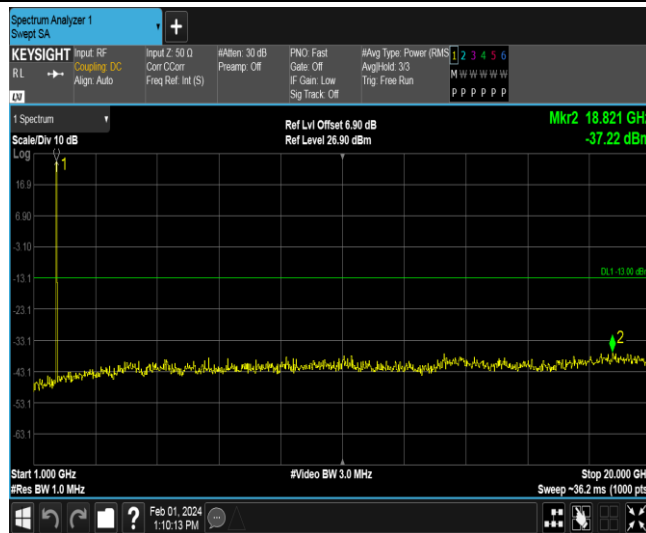 Spectrum Analyzer 1
Swept SA
+
KEYSIGHT
RL
Input: RF
Coupling: DC
Align: Auto
Input Z: 50 Ω
Corr CCorr
Freq Ref: Int (S)
#Atten: 30 dB
Preamp: Off
PNO: Fast
Gate: Off
IF Gain: Low
Sig Track: Off
#Avg Type: Power (RMS
Avg|Hold: 3/3
Trig: Free Run
1 2 3 4 5 6
M W W W W W
P P P P P P
1 Spectrum
Scale/Div 10 dB
Log
Ref Lvl Offset 6.90 dB
Ref Level 26.90 dBm
Mkr2 18.821 GHz
-37.22 dBm
1
16.9
6.90
-3.10
-13.1
DL1 -13.00 dBm
-23.1
-33.1
2
-43.1
-53.1
-63.1
Start 1.000 GHz
#Res BW 1.0 MHz
#Video BW 3.0 MHz
Stop 20.000 GHz
Sweep ~36.2 ms (1000 pts)
?
Feb 01, 2024
1:10:13 PM